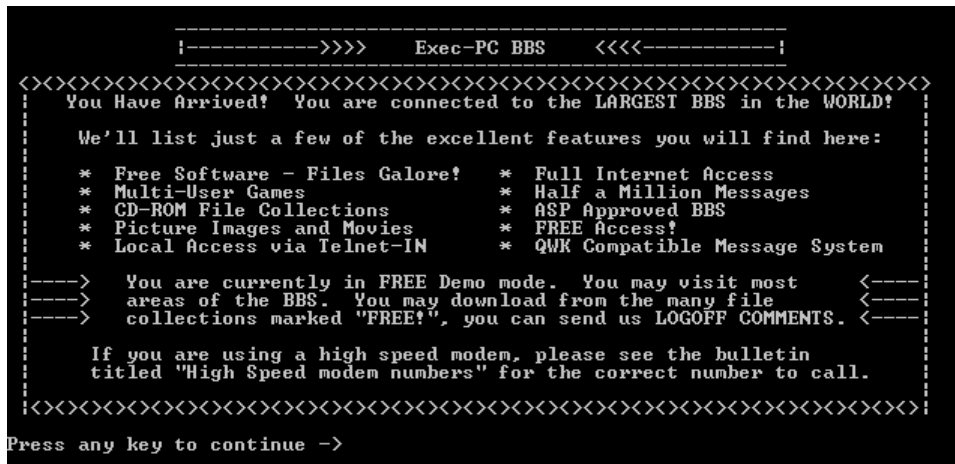 ------------------------------------------------
¦----------->>>>    Exec-PC BBS    <<<<-----------¦
------------------------------------------------
<><><><><><><><><><><><><><><><><><><><><><><><><><><><><><><><><><><><><>
¦   You Have Arrived!  You are connected to the LARGEST BBS in the WORLD!   ¦
¦    We'll list just a few of the excellent features you will find here:    ¦
¦    *  Free Software - Files Galore!   *  Full Internet Access             ¦
¦    *  Multi-User Games                *  Half a Million Messages          ¦
¦    *  CD-ROM File Collections         *  ASP Approved BBS                 ¦
¦    *  Picture Images and Movies       *  FREE Access!                     ¦
¦    *  Local Access via Telnet-IN      *  QWK Compatible Message System    ¦
¦---->   You are currently in FREE Demo mode.  You may visit most     <----¦
¦---->   areas of the BBS.  You may download from the many file       <----¦
¦---->   collections marked "FREE!", you can send us LOGOFF COMMENTS. <----¦
¦     If you are using a high speed modem, please see the bulletin          ¦
¦     titled "High Speed modem numbers" for the correct number to call.     ¦
¦<><><><><><><><><><><><><><><><><><><><><><><><><><><><><><><><><><><><><>¦
Press any key to continue ->